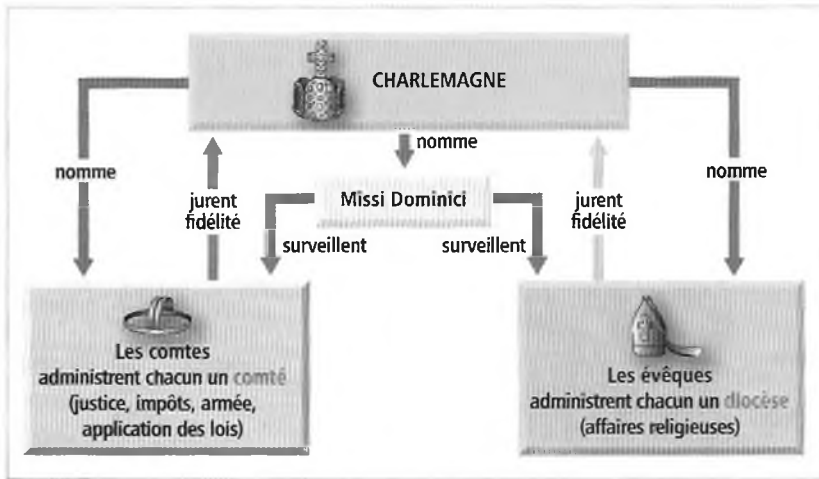 CHARLEMAGNE
nomme
nomme
nomme
jurent
fidélité
Missi Dominici
jurent
fidélité
surveillent
surveillent
Les comtes
administrent chacun un comté
(justice, impôts, armée,
application des lois)
Les évêques
administrent chacun un diocèse
(affaires religieuses)